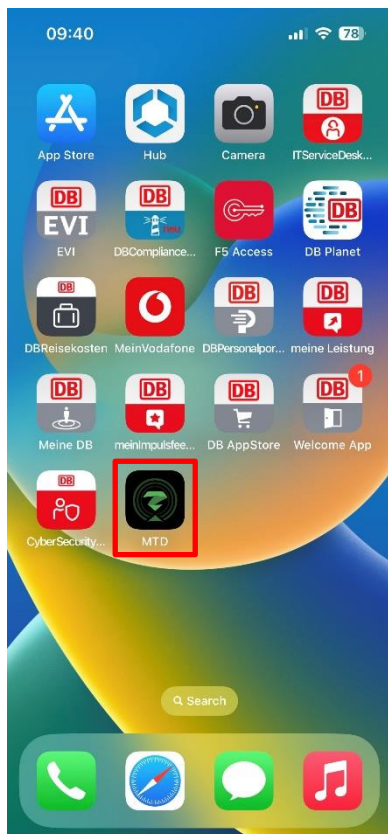 09:40
78
DB
App Store
Hub
Camera
ITServiceDesk...
DB
EVI
DB
neu
DB
EVI
DBCompliance...
F5 Access
DB Planet
DB
DB
DB
DBReisekosten
MeinVodafone
DBPersonalpor...
meine Leistung
DB
DB
DB
DB
1
Meine DB
meinImpulsfee...
DB AppStore
Welcome App
DB
CyberSecurity...
MTD
Search